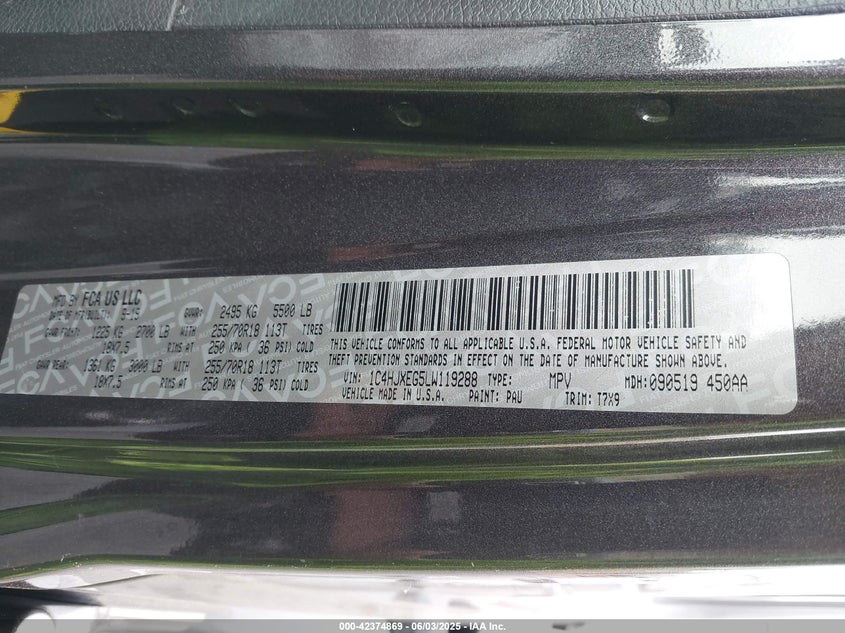 MFD BY FCA US LLC
DATE OF MFR(BUILT): 9-19 GVWR: 2495 KG 5500 LB
GAWR FRONT: 1225 KG 2700 LB WITH 255/70R18 113T TIRES
18X7.5 RIMS AT 250 KPA ( 36 PSI) COLD
GAWR REAR: 1361 KG 3000 LB WITH 255/70R18 113T TIRES
18X7.5 RIMS AT 250 KPA ( 36 PSI) COLD
THIS VEHICLE CONFORMS TO ALL APPLICABLE U.S.A. FEDERAL MOTOR VEHICLE SAFETY AND
THEFT PREVENTION STANDARDS IN EFFECT ON THE DATE OF MANUFACTURE SHOWN ABOVE.
VIN: 1C4HJXEG5LW119288 TYPE: MPV MDH: 090519 450AA
VEHICLE MADE IN U.S.A. PAINT: PAU TRIM: T7X9
000-42374869 | 06/03/2025 - IAA Inc.